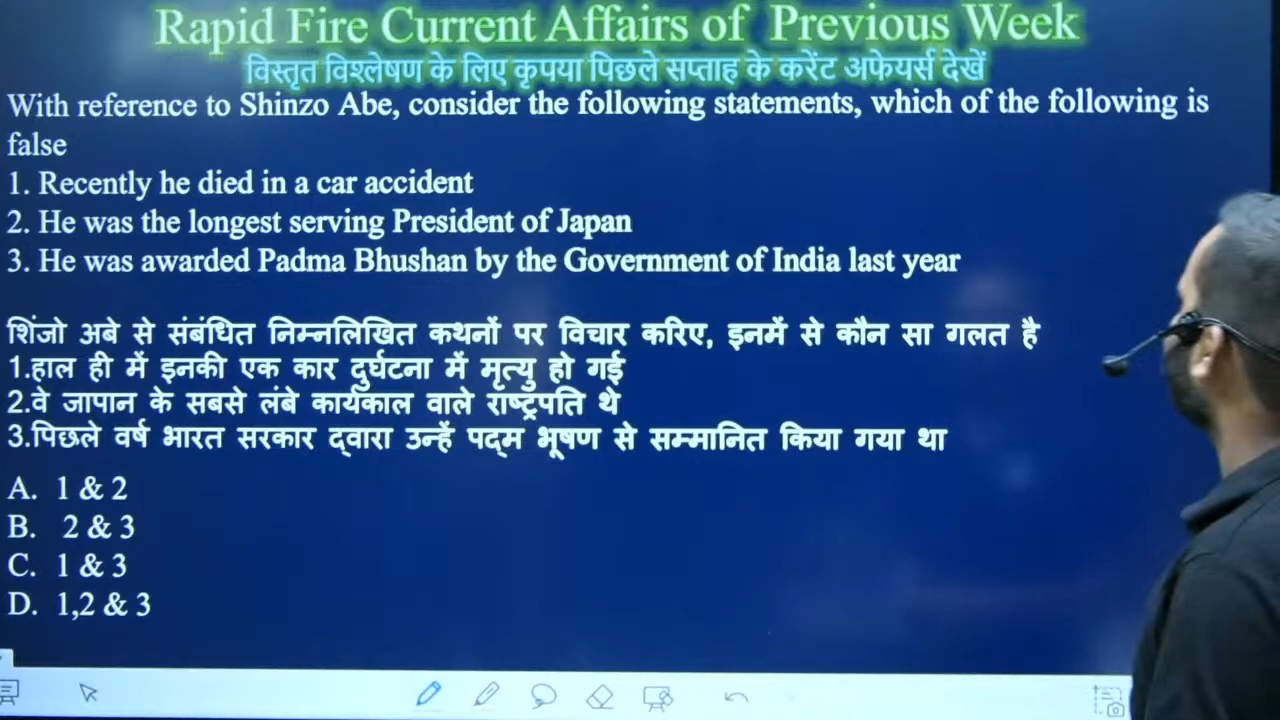 Rapid Fire Current Affairs of Previous Week
विस्तृत विश्लेषण के लिए कृपया पिछले सप्ताह के करेंट अफेयर्स देखें
With reference to Shinzo Abe, consider the following statements, which of the following is
false
1. Recently he died in a car accident
2. He was the longest serving President of Japan
3. He was awarded Padma Bhushan by the Government of India last year
शिंजो अबे से संबंधित निम्नलिखित कथनों पर विचार करिए, इनमें से कौन सा गलत है
1.हाल ही में इनकी एक कार दुर्घटना में मृत्यु हो गई
2.वे जापान के सबसे लंबे कार्यकाल वाले राष्ट्रपति थे
3.पिछले वर्ष भारत सरकार द्वारा उन्हें पद्म भूषण से सम्मानित किया गया था
A. 1 & 2
B. 2 & 3
C. 1 & 3
D. 1,2 & 3